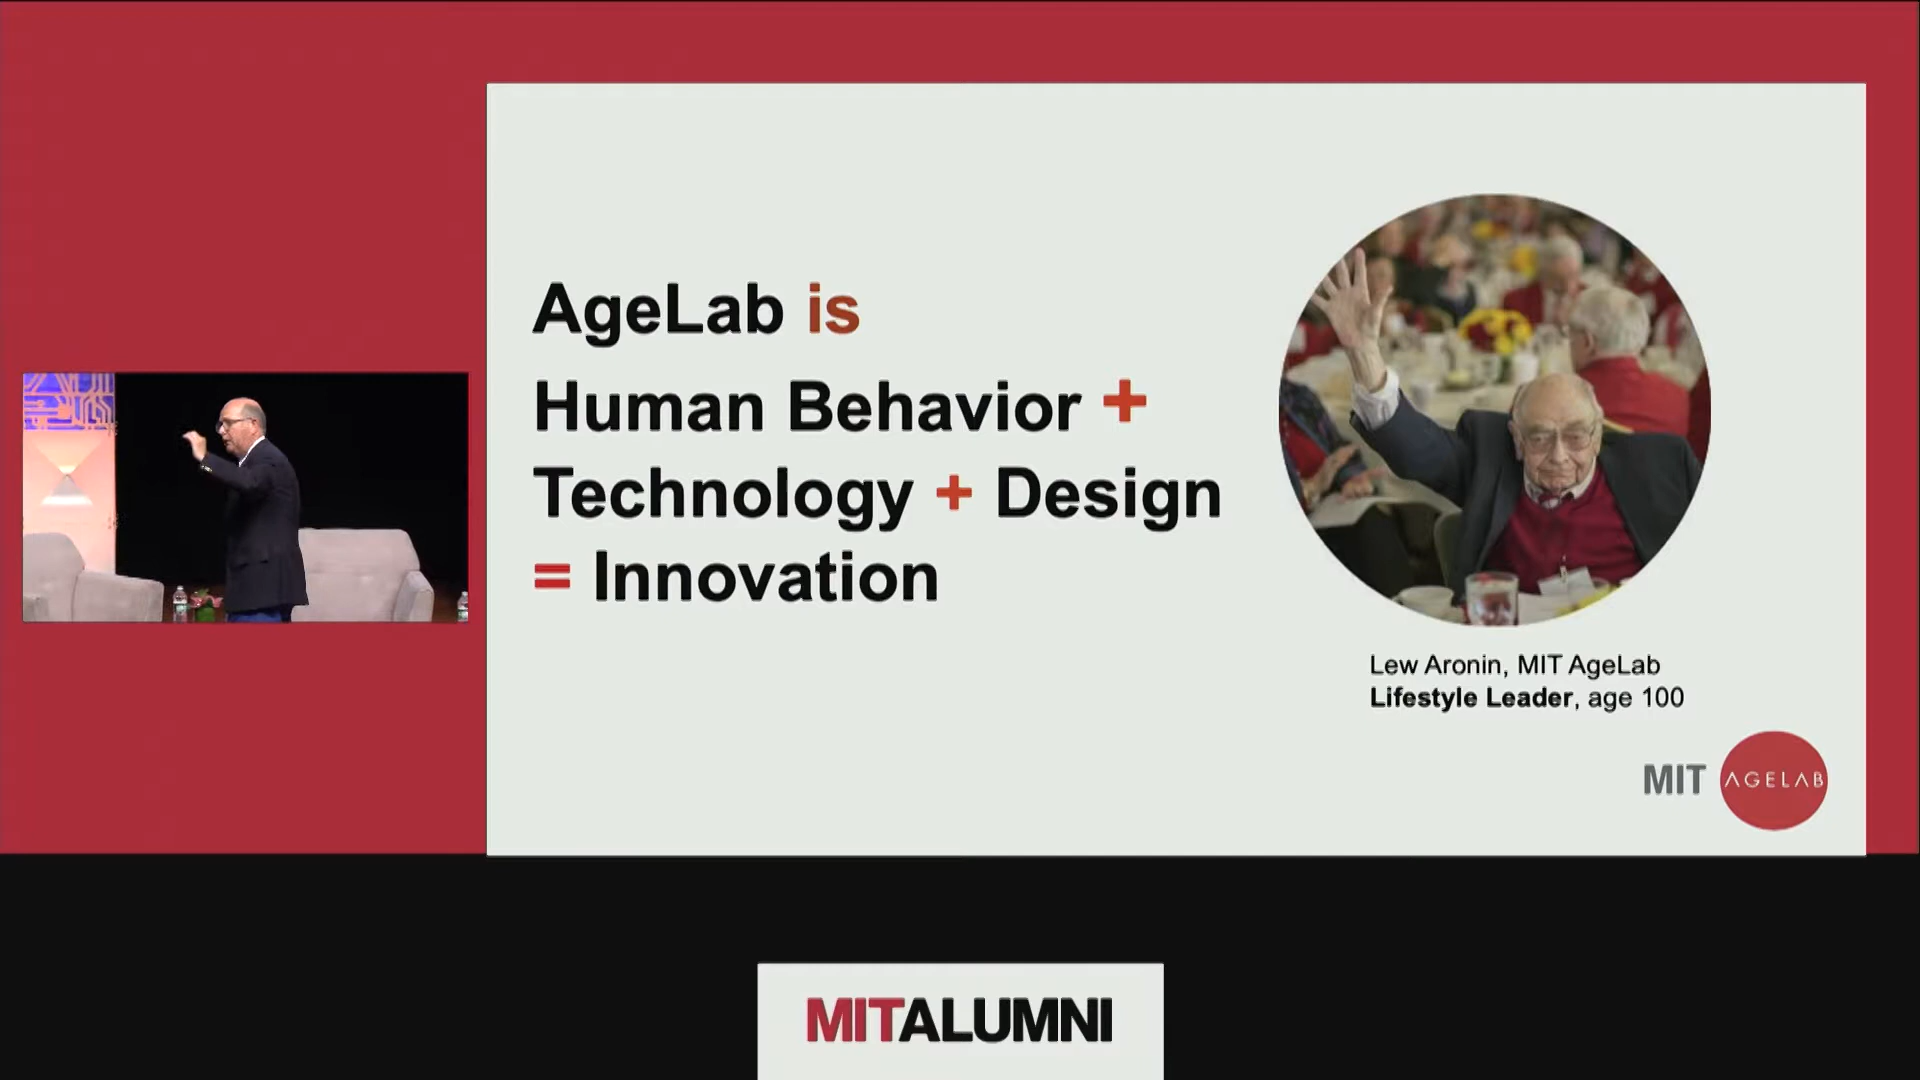 AgeLab is
Human Behavior +
Technology + Design
= Innovation
Lew Aronin, MIT AgeLab
Lifestyle Leader, age 100
MIT AGELAB
MITALUMNI